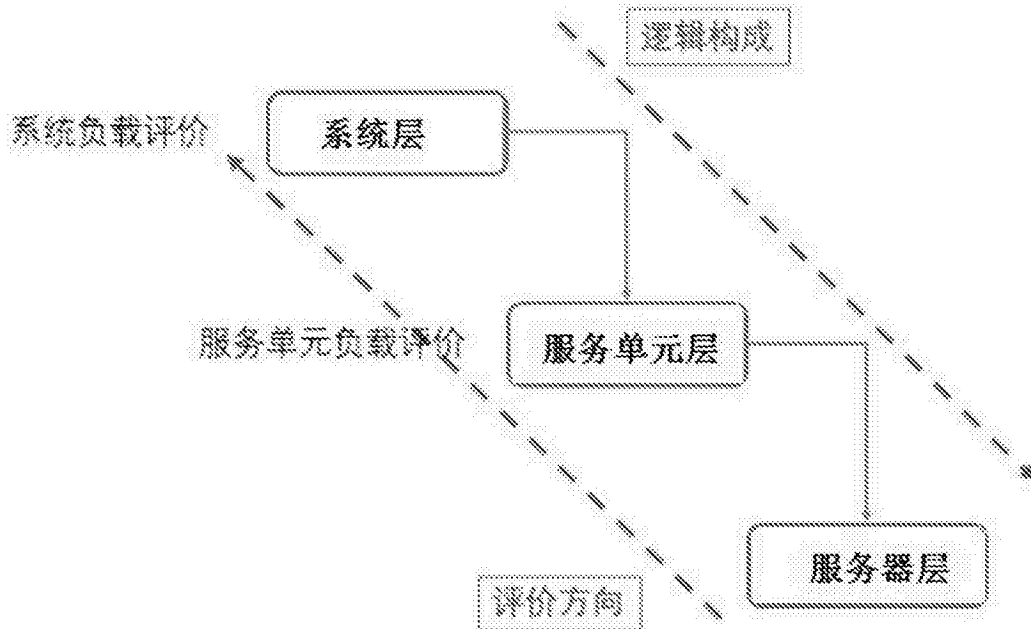 逻辑构成
系统负载评价
系统层
服务单元负载评价
服务单元层
服务器层
评价方向